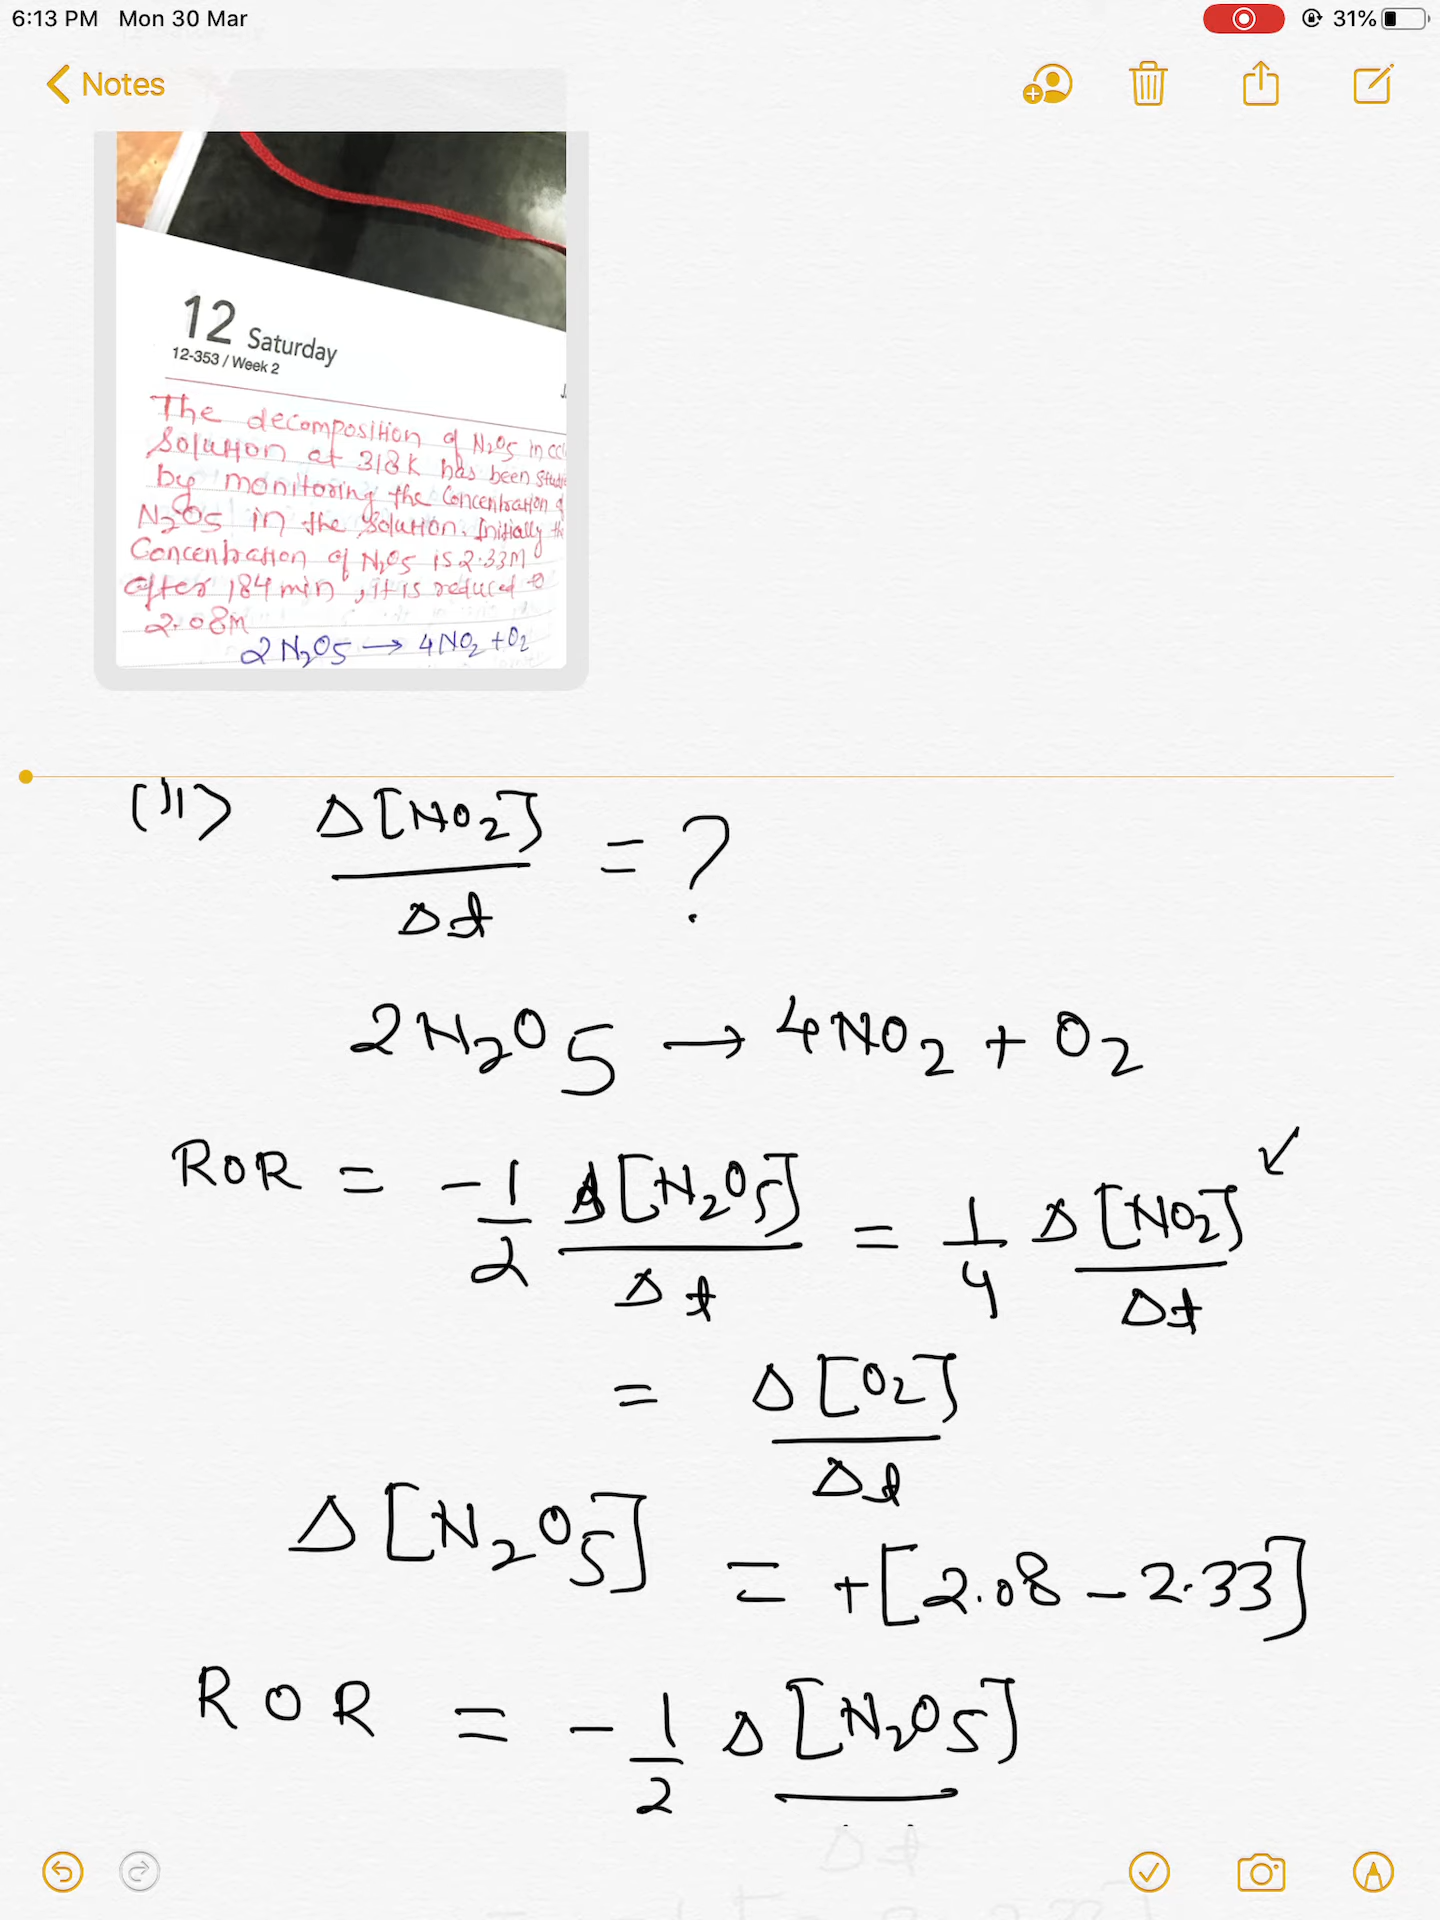 6:13 PM Mon 30 Mar 31%
Notes
12 Saturday
12-353 / Week 2
The decomposition of N₂O₅ in
Solution at 318K has been
by monitoring the Concentration of
N₂O₅ in the Solution. Initially the
Concentration of N₂O₅ is 2.33M
after 184 min, it is reduced to
2.08M
2N₂O₅ → 4NO₂ + O₂
Δ[NO₂] / Δt = ?
2N₂O₅ → 4NO₂ + O₂
ROR = -1/2 Δ[N₂O₅] / Δt = 1/4 Δ[NO₂] / Δt ✓
= Δ[O₂] / Δt
Δ[N₂O₅] = +[2.08 - 2.33]
ROR = -1/2 Δ[N₂O₅]
Δt